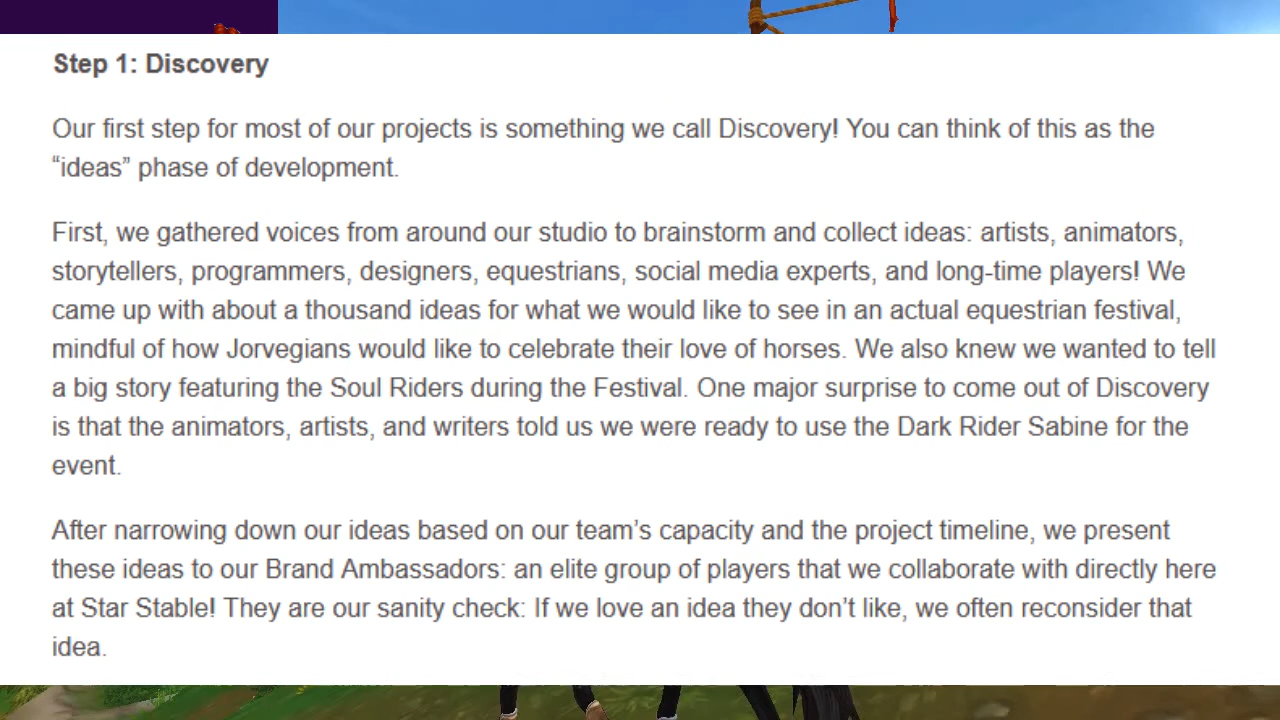 Step 1: Discovery
Our first step for most of our projects is something we call Discovery! You can think of this as the
“ideas” phase of development.
First, we gathered voices from around our studio to brainstorm and collect ideas: artists, animators,
storytellers, programmers, designers, equestrians, social media experts, and long-time players! We
came up with about a thousand ideas for what we would like to see in an actual equestrian festival,
mindful of how Jorvegians would like to celebrate their love of horses. We also knew we wanted to tell
a big story featuring the Soul Riders during the Festival. One major surprise to come out of Discovery
is that the animators, artists, and writers told us we were ready to use the Dark Rider Sabine for the
event.
After narrowing down our ideas based on our team’s capacity and the project timeline, we present
these ideas to our Brand Ambassadors: an elite group of players that we collaborate with directly here
at Star Stable! They are our sanity check: If we love an idea they don’t like, we often reconsider that
idea.